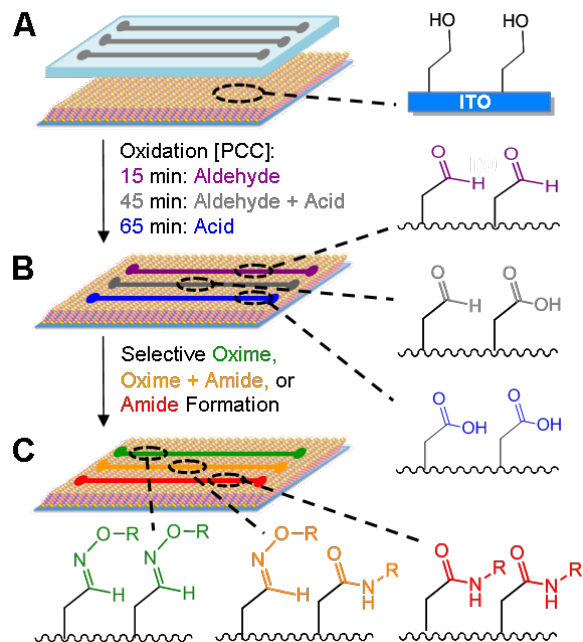 A
HO HO
ITO
Oxidation [PCC]:
15 min: Aldehyde
45 min: Aldehyde + Acid
65 min: Acid
O H O H
B
O H O OH
Selective Oxime,
Oxime + Amide, or
Amide Formation
O OH O OH
C
O-R N H O-R N H
O-R N H O N H R
O N H R O N H R